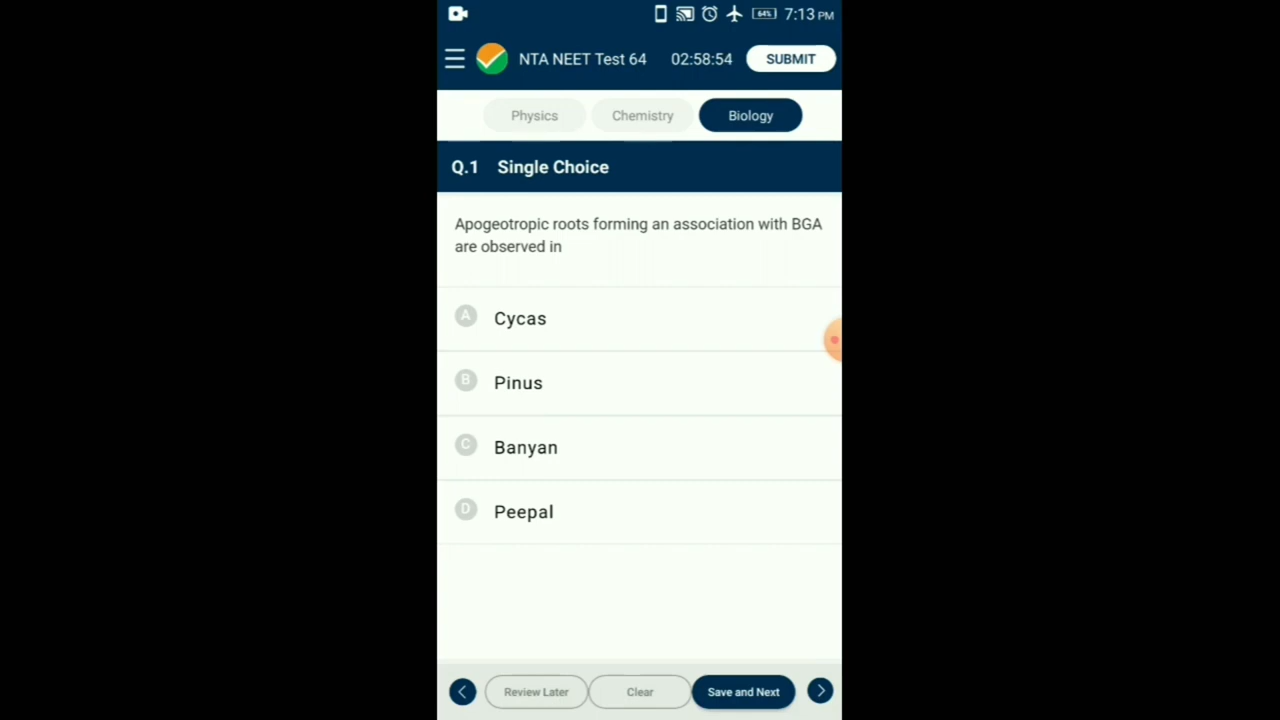 64% 7:13 PM
NTA NEET Test 64 02:58:54 SUBMIT
Physics Chemistry Biology
Q.1 Single Choice
Apogeotropic roots forming an association with BGA
are observed in
A Cycas
B Pinus
C Banyan
D Peepal
Review Later Clear Save and Next